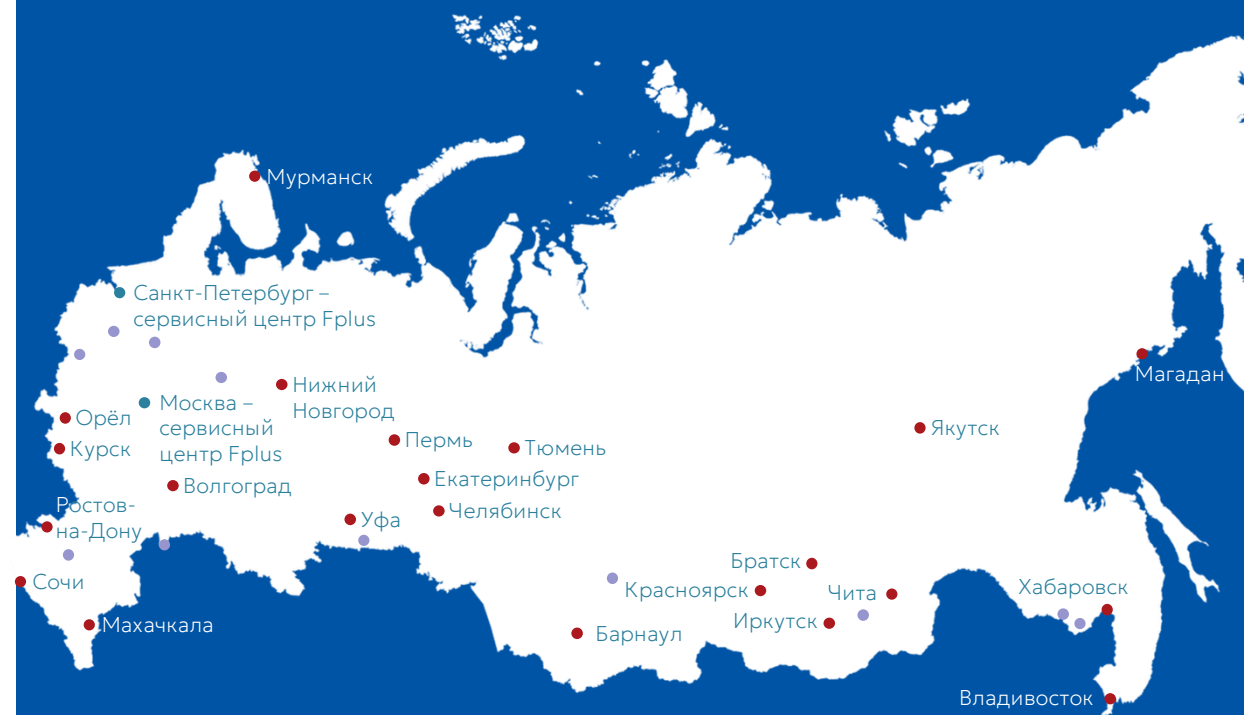 Мурманск
Санкт-Петербург –
сервисный центр Fplus
Нижний
Новгород
Магадан
Москва –
сервисный
центр Fplus
Орёл
Якутск
Курск
Пермь
Тюмень
Екатеринбург
Волгоград
Ростов-
на-Дону
Челябинск
Уфа
Братск
Сочи
Красноярск
Чита
Хабаровск
Махачкала
Иркутск
Барнаул
Владивосток